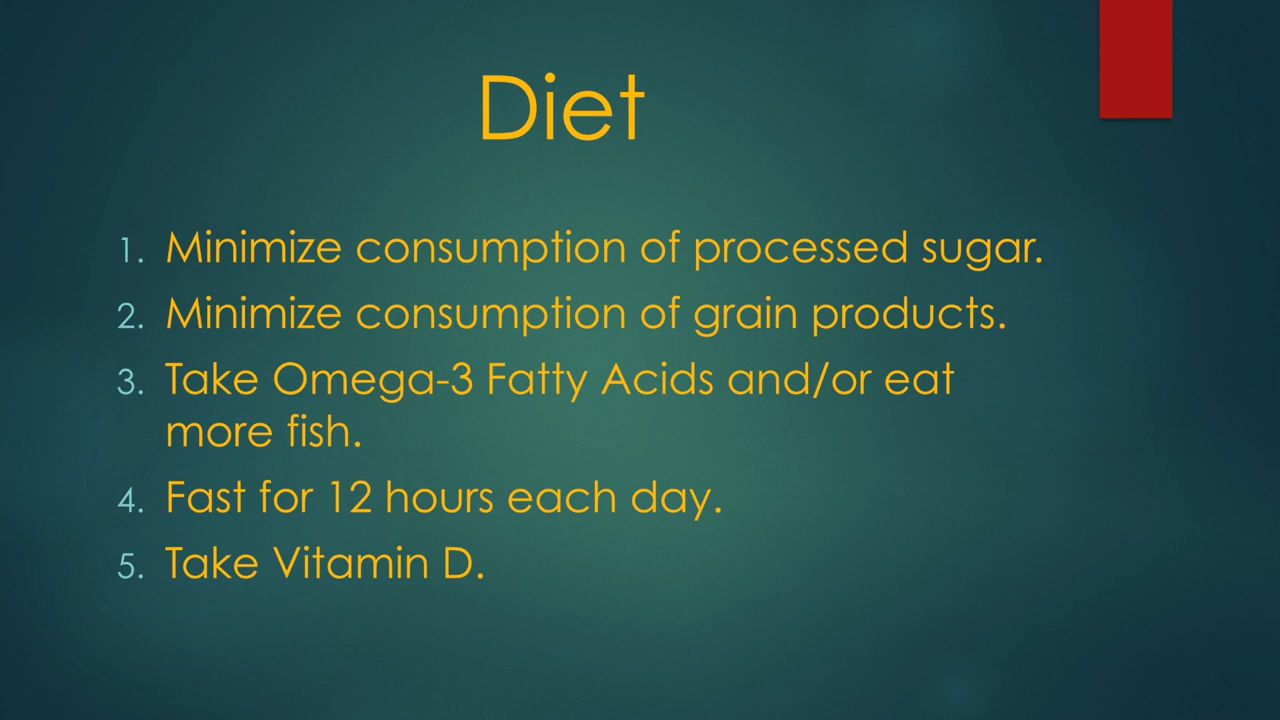 Diet
1. Minimize consumption of processed sugar.
2. Minimize consumption of grain products.
3. Take Omega-3 Fatty Acids and/or eat
more fish.
4. Fast for 12 hours each day.
5. Take Vitamin D.